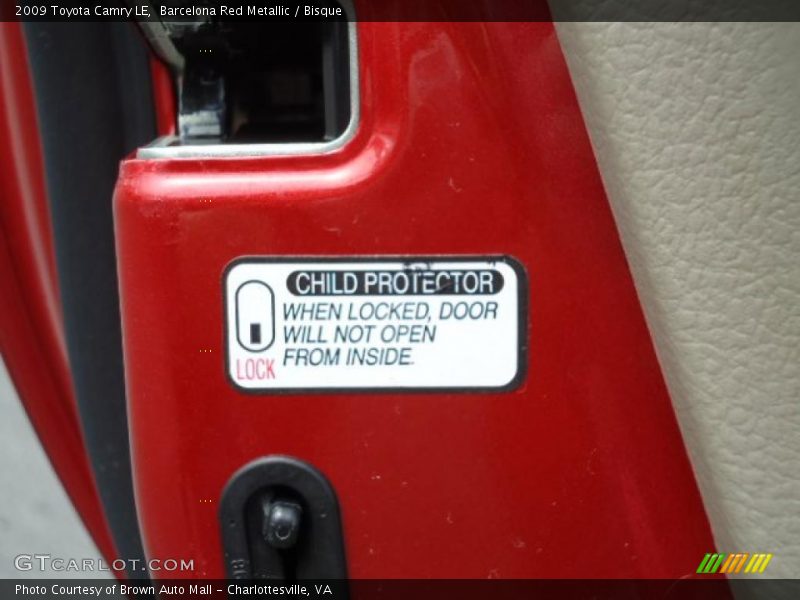 2009 Toyota Camry LE, Barcelona Red Metallic / Bisque
CHILD PROTECTOR
WHEN LOCKED, DOOR
WILL NOT OPEN
FROM INSIDE.
LOCK
GTCARLOT.COM
Photo Courtesy of Brown Auto Mall - Charlottesville, VA